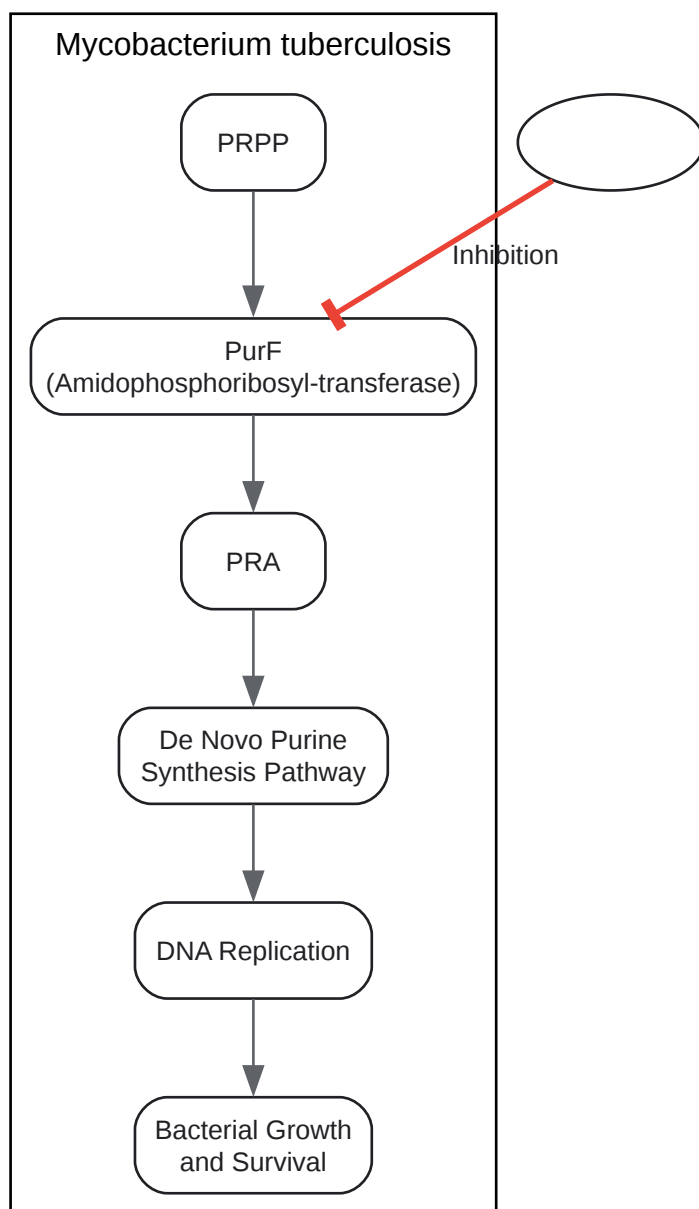 Mycobacterium tuberculosis
PRPP
Inhibition
PurF
(Amidophosphoribosyl-transferase)
PRA
De Novo Purine
Synthesis Pathway
DNA Replication
Bacterial Growth
and Survival